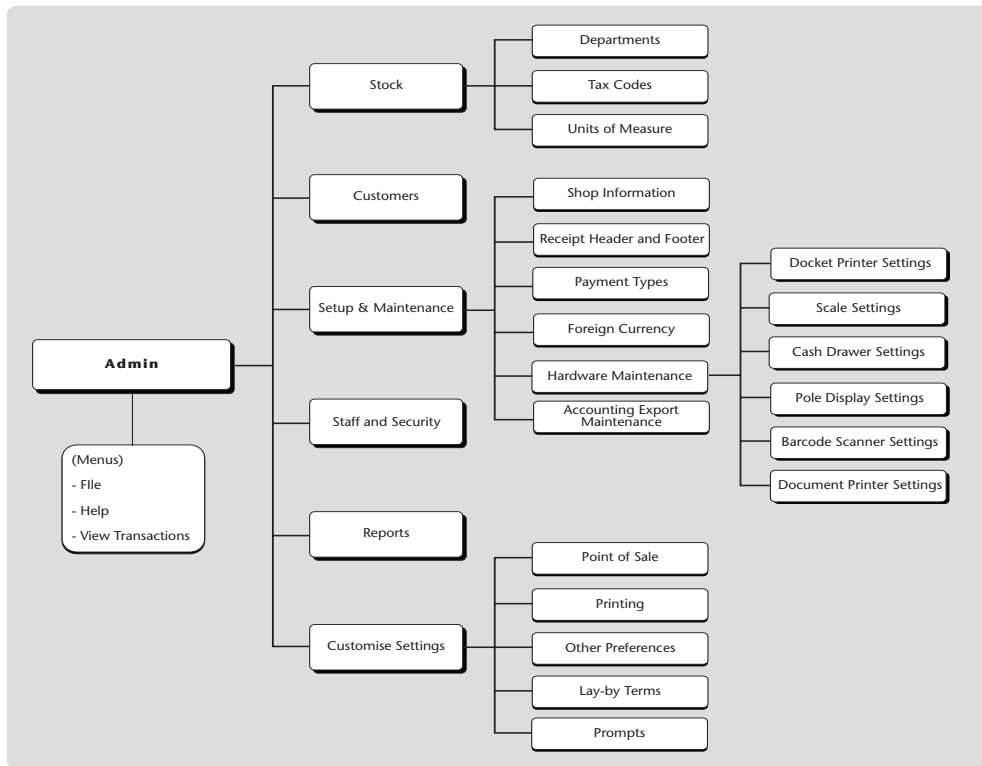 Admin
(Menus)
- FIle
- Help
- View Transactions
Stock
Departments
Tax Codes
Units of Measure
Customers
Setup & Maintenance
Shop Information
Receipt Header and Footer
Payment Types
Foreign Currency
Hardware Maintenance
Docket Printer Settings
Scale Settings
Cash Drawer Settings
Pole Display Settings
Barcode Scanner Settings
Document Printer Settings
Accounting Export
Maintenance
Staff and Security
Reports
Customise Settings
Point of Sale
Printing
Other Preferences
Lay-by Terms
Prompts